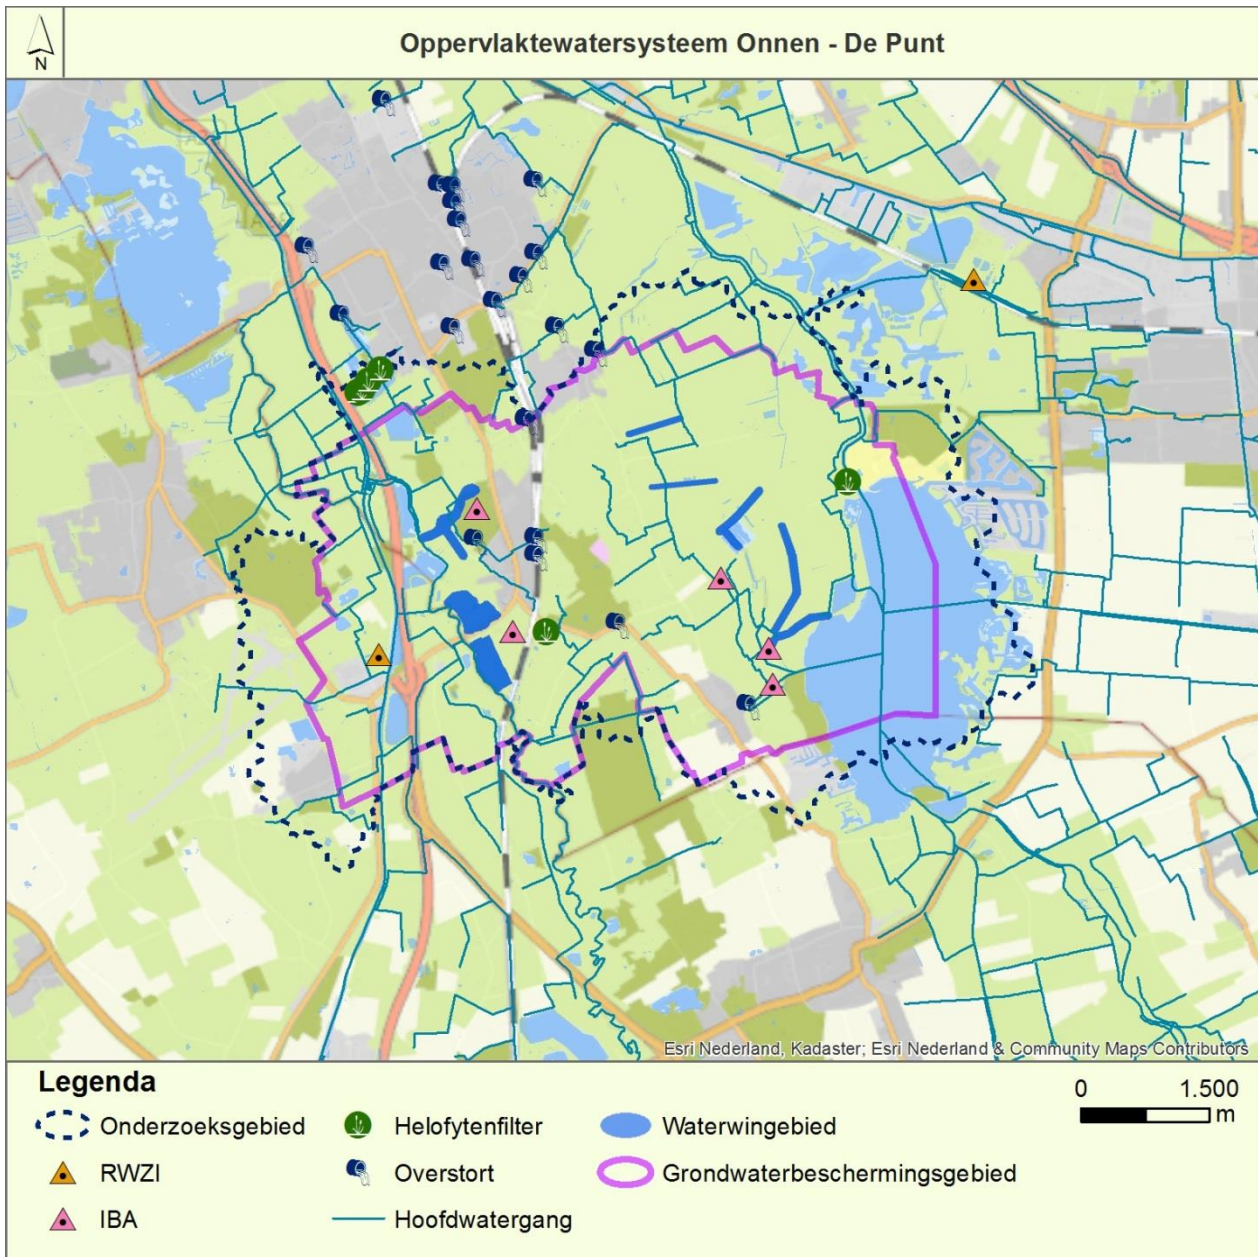 N
Oppervlaktewatersysteem Onnen - De Punt
Esri Nederland, Kadaster; Esri Nederland & Community Maps Contributors
Legenda
0 1.500
m
Onderzoeksgebied Helofytenfilter Waterwingebied
RWZI Overstort Grondwaterbeschermingsgebied
IBA Hoofdwatergang